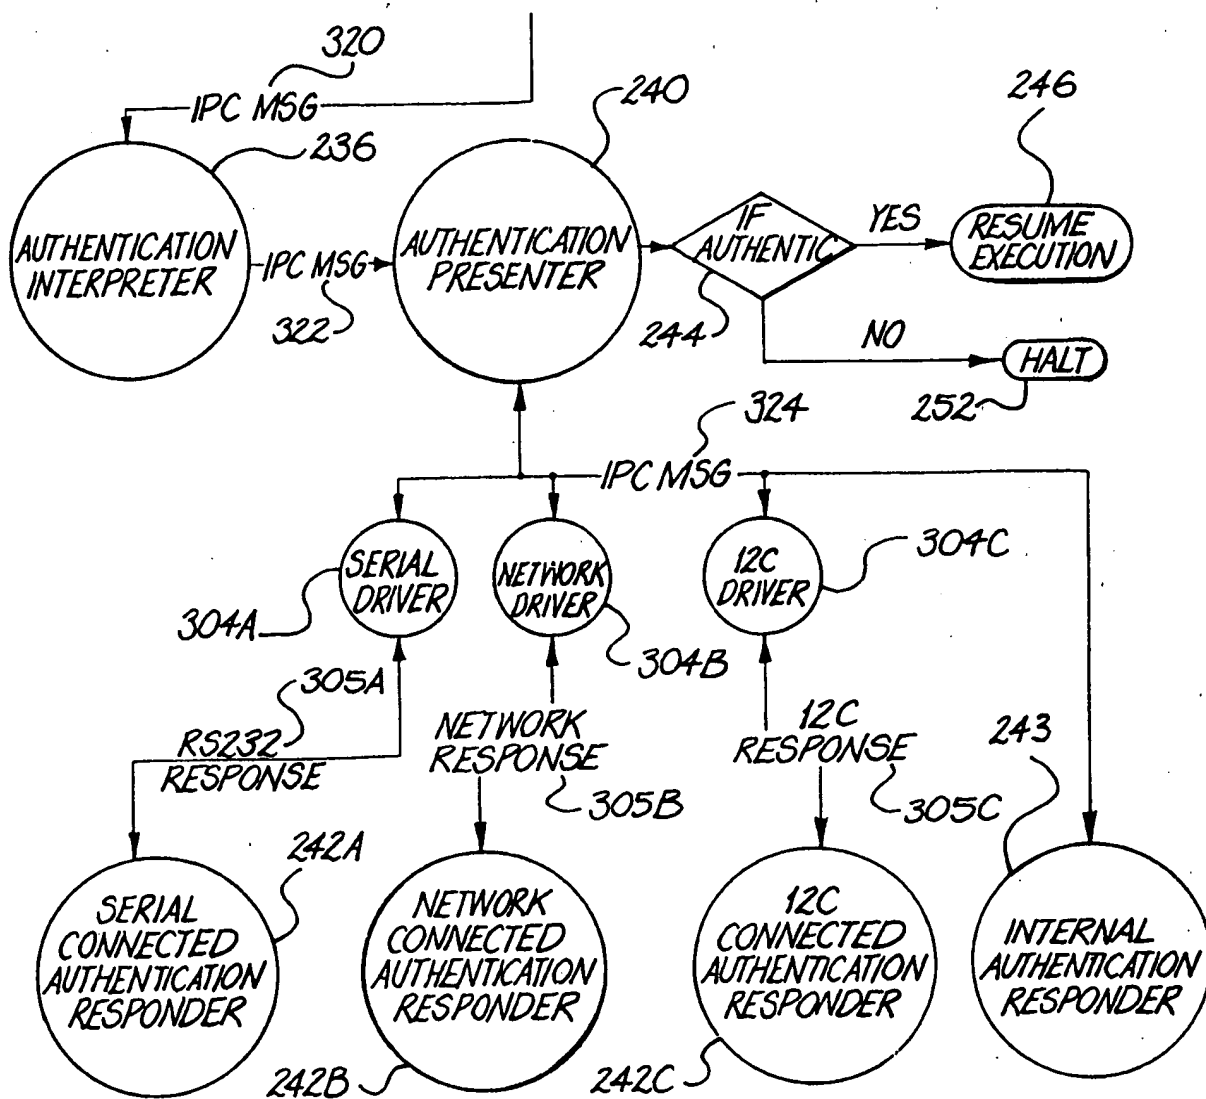 320
IPC MSG
240
246
236
AUTHENTICATION
INTERPRETER
IPC MSG
322
AUTHENTICATION
PRESENTER
IF
AUTHENTIC
244
YES
RESUME
EXECUTION
NO
HALT
252
324
IPC MSG
SERIAL
DRIVER
304A
NETWORK
DRIVER
304B
12C
DRIVER
304C
305A
RS232
RESPONSE
NETWORK
RESPONSE
305B
12C
RESPONSE
305C
243
242A
SERIAL
CONNECTED
AUTHENTICATION
RESPONDER
NETWORK
CONNECTED
AUTHENTICATION
RESPONDER
242B
12C
CONNECTED
AUTHENTICATION
RESPONDER
242C
INTERNAL
AUTHENTICATION
RESPONDER